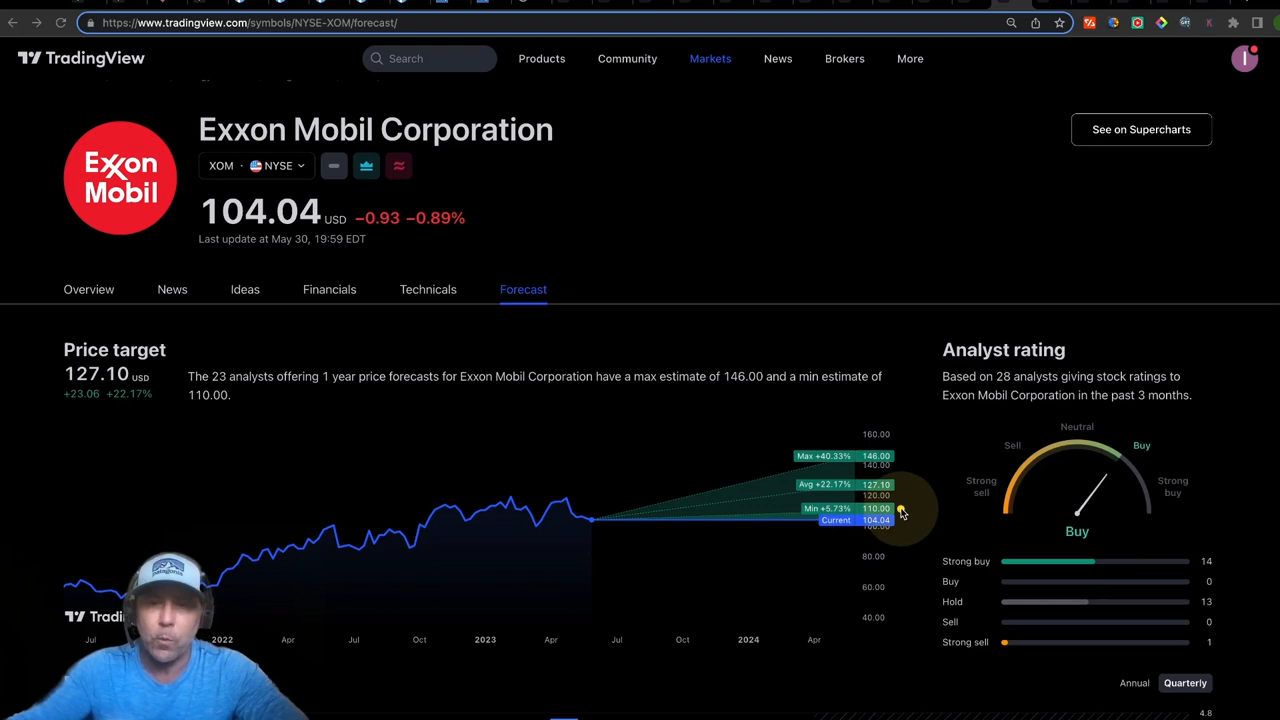 https://www.tradingview.com/symbols/NYSE-XOM/forecast/
TradingView
Search
Products
Community
Markets
News
Brokers
More
I
Exxon Mobil
Exxon Mobil Corporation
See on Supercharts
XOM · NYSE
104.04 USD −0.93 −0.89%
Last update at May 30, 19:59 EDT
Overview
News
Ideas
Financials
Technicals
Forecast
Price target
127.10 USD
+23.06 +22.17%
The 23 analysts offering 1 year price forecasts for Exxon Mobil Corporation have a max estimate of 146.00 and a min estimate of
110.00.
160.00
Max +40.33% 146.00
140.00
Avg +22.17% 127.10
120.00
Min +5.73% 110.00
Current 104.04
80.00
60.00
40.00
Tradi
patagonia
Jul
2022
Apr
Jul
Oct
2023
Apr
Jul
Oct
2024
Apr
Analyst rating
Based on 28 analysts giving stock ratings to
Exxon Mobil Corporation in the past 3 months.
Neutral
Sell
Buy
Strong
sell
Strong
buy
Buy
Strong buy 14
Buy 0
Hold 13
Sell 0
Strong sell 1
Annual
Quarterly
4.8